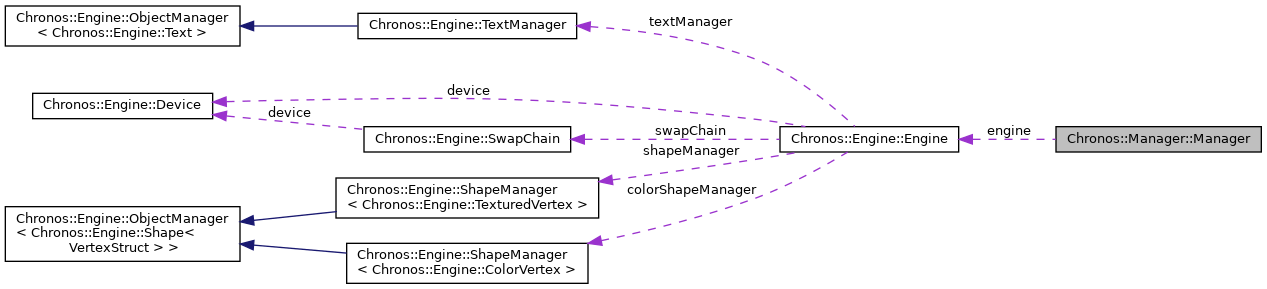 Chronos::Engine::ObjectManager
< Chronos::Engine::Text >
Chronos::Engine::TextManager
textManager
Chronos::Engine::Device
device
device
Chronos::Engine::SwapChain
swapChain
shapeManager
Chronos::Engine::Engine
engine
Chronos::Manager::Manager
Chronos::Engine::ShapeManager
< Chronos::Engine::TexturedVertex >
colorShapeManager
Chronos::Engine::ObjectManager
< Chronos::Engine::Shape<
VertexStruct > >
Chronos::Engine::ShapeManager
< Chronos::Engine::ColorVertex >